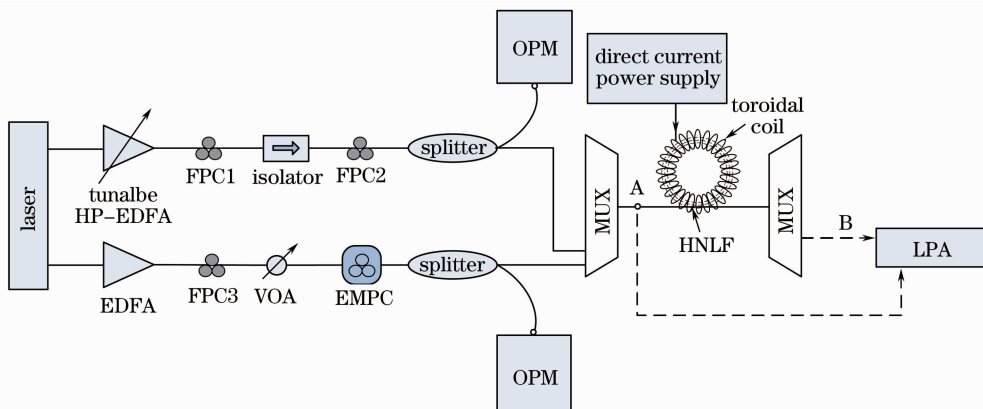 OPM
direct current
power supply
toroidal
coil
laser
tunalbe
HP-EDFA
FPC1
isolator
FPC2
splitter
MUX
A
HNLF
MUX
B
LPA
EDFA
FPC3
VOA
EMPC
splitter
OPM